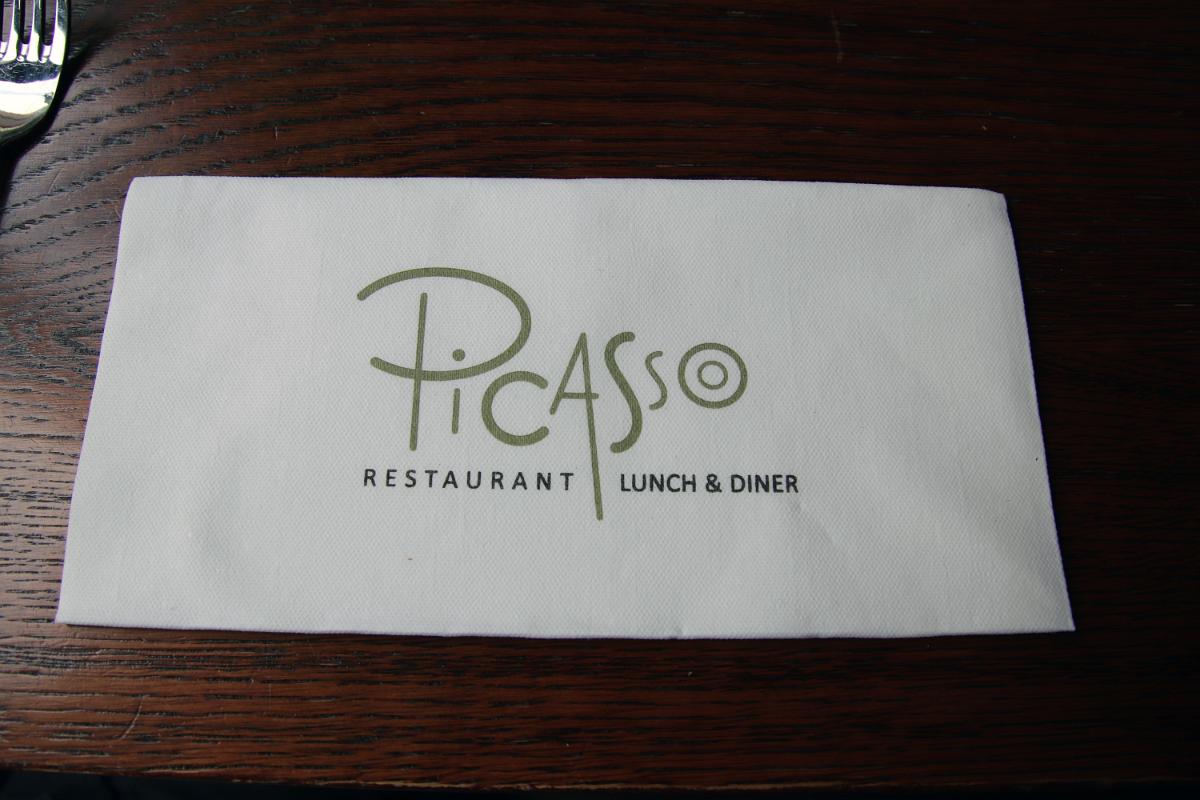 PiCASSO
RESTAURANT LUNCH & DINER